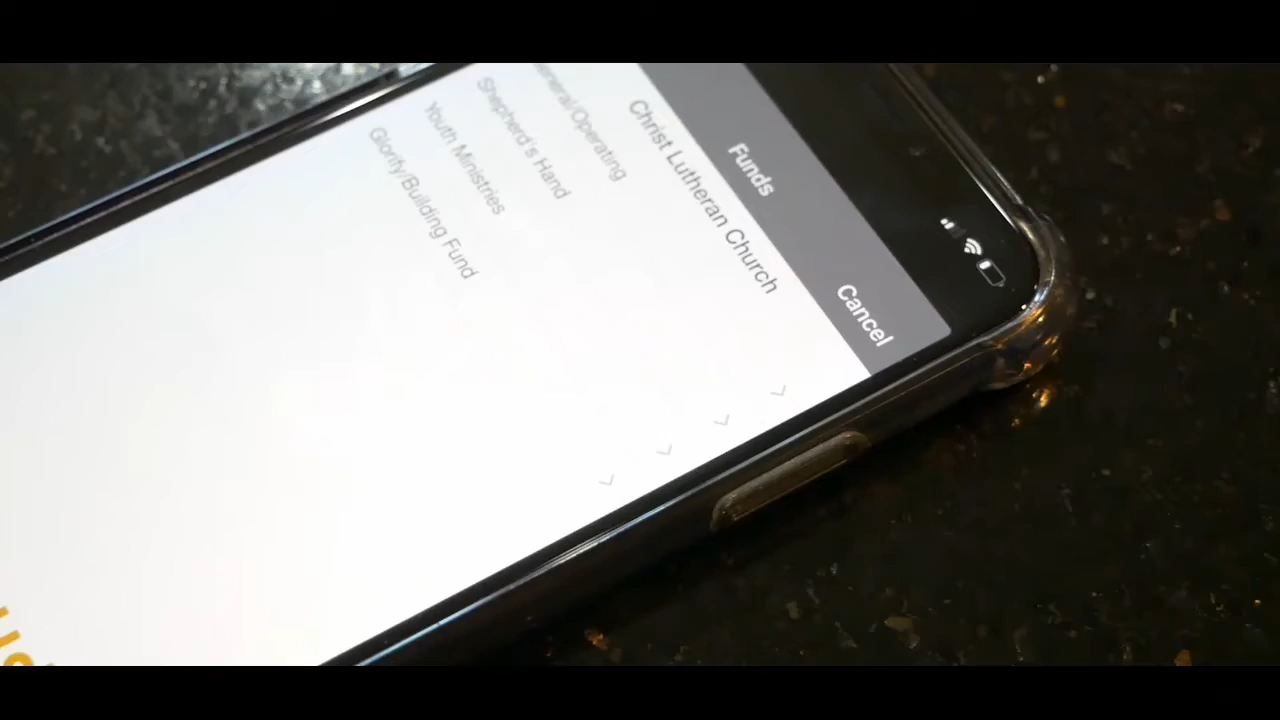 Funds
Cancel
Christ Lutheran Church
General/Operating
Shepherd's Hand
Youth Ministries
Glorify/Building Fund